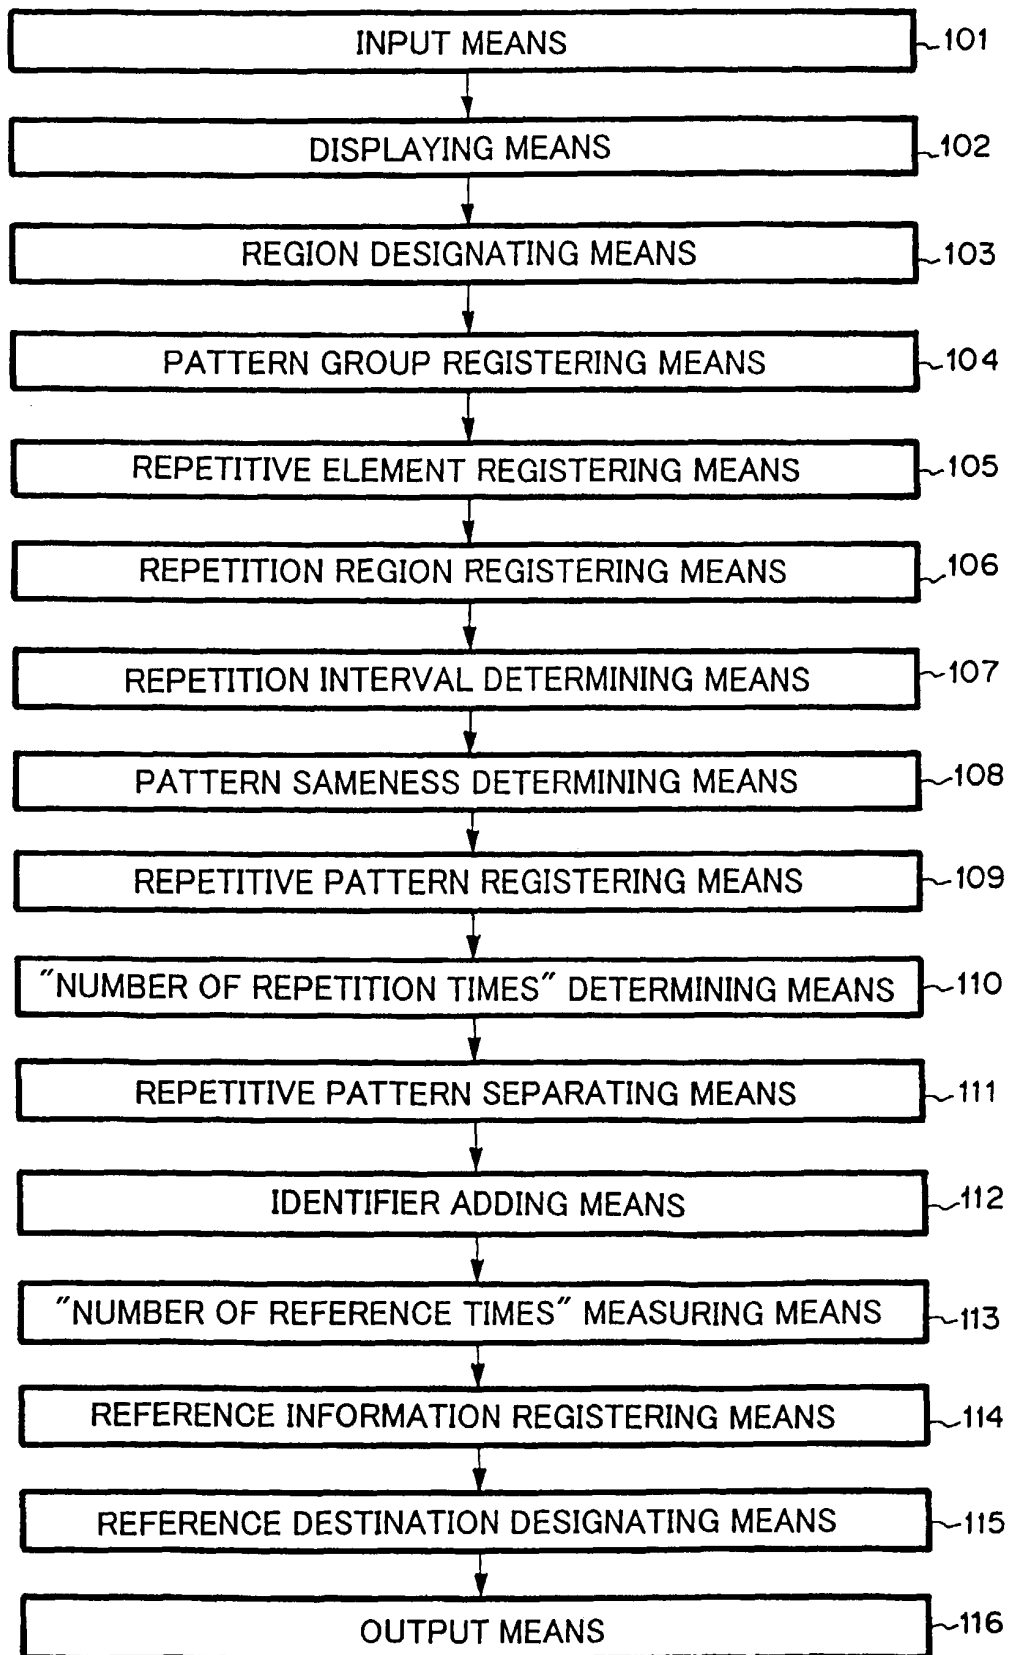 INPUT MEANS 101
DISPLAYING MEANS 102
REGION DESIGNATING MEANS 103
PATTERN GROUP REGISTERING MEANS 104
REPETITIVE ELEMENT REGISTERING MEANS 105
REPETITION REGION REGISTERING MEANS 106
REPETITION INTERVAL DETERMINING MEANS 107
PATTERN SAMENESS DETERMINING MEANS 108
REPETITIVE PATTERN REGISTERING MEANS 109
"NUMBER OF REPETITION TIMES" DETERMINING MEANS 110
REPETITIVE PATTERN SEPARATING MEANS 111
IDENTIFIER ADDING MEANS 112
"NUMBER OF REFERENCE TIMES" MEASURING MEANS 113
REFERENCE INFORMATION REGISTERING MEANS 114
REFERENCE DESTINATION DESIGNATING MEANS 115
OUTPUT MEANS 116